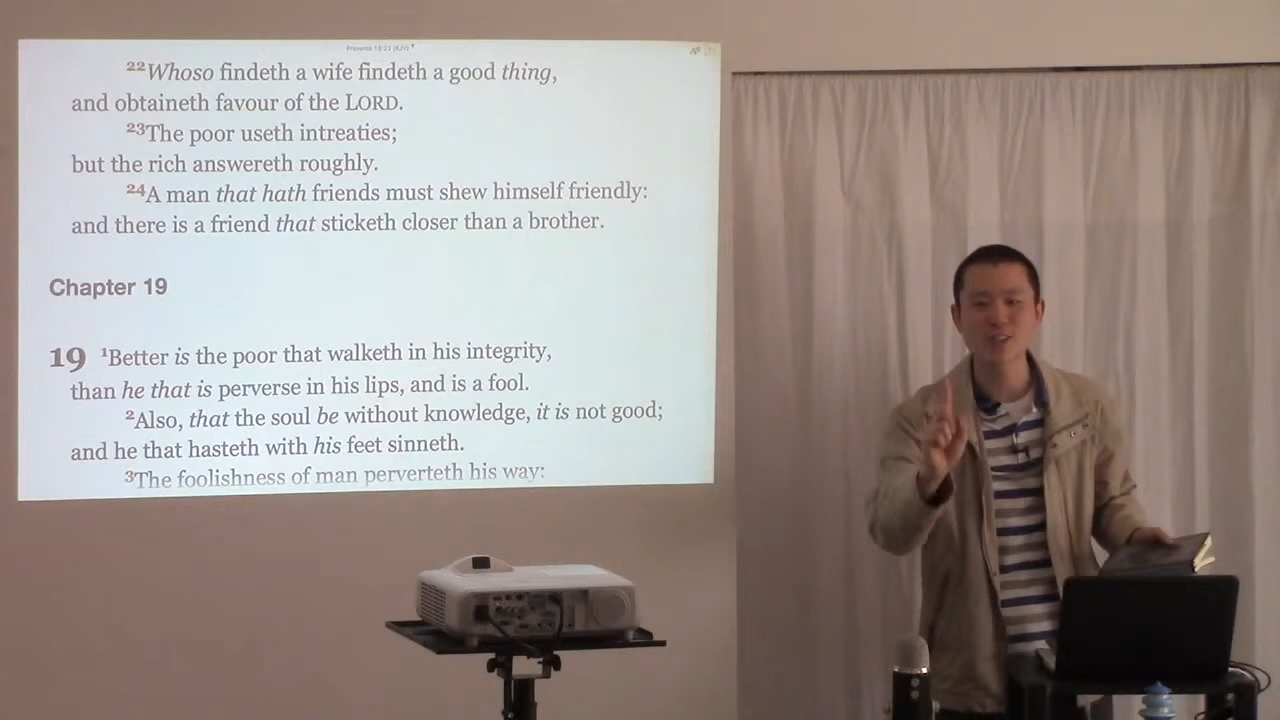 Proverbs 18:22 (KJV)
22Whoso findeth a wife findeth a good thing,
and obtaineth favour of the LORD.
23The poor useth intreaties;
but the rich answereth roughly.
24A man that hath friends must shew himself friendly:
and there is a friend that sticketh closer than a brother.
Chapter 19
19 1Better is the poor that walketh in his integrity,
than he that is perverse in his lips, and is a fool.
2Also, that the soul be without knowledge, it is not good;
and he that hasteth with his feet sinneth.
3The foolishness of man perverteth his way: